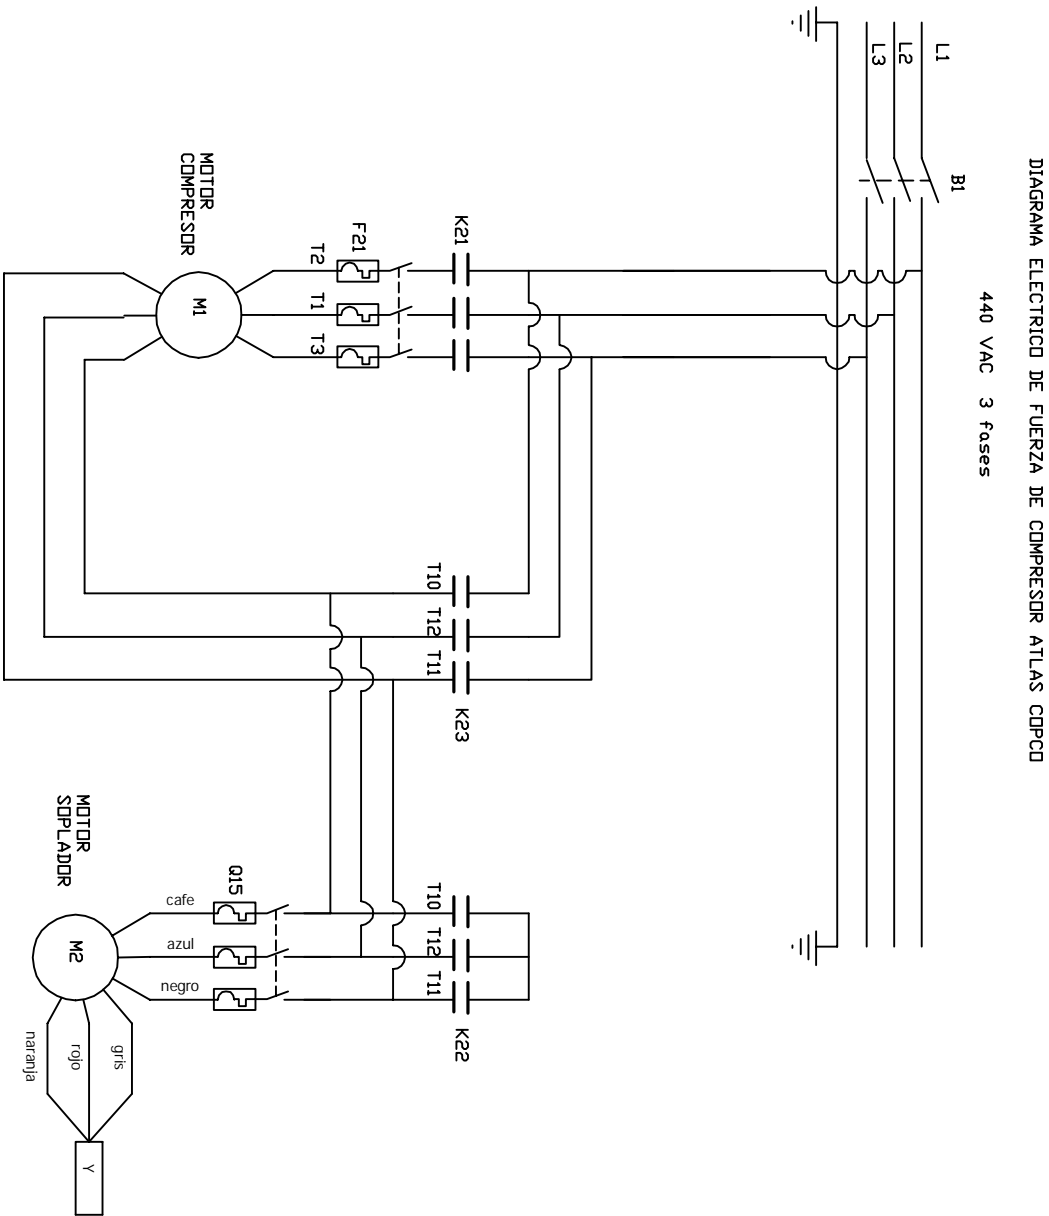 DIAGRAMA ELECTRICO DE FUERZA DE COMPRESOR ATLAS COPCO
440 VAC 3 fases
L1
L2
L3
B1
K21
F21
T2
T1
T3
M1
MOTOR
COMPRESOR
T10
T12
T11
K23
T10
T12
T11
K22
Q15
cafe
azul
negro
M2
MOTOR
SOPLADOR
gris
rojo
naranja
Y